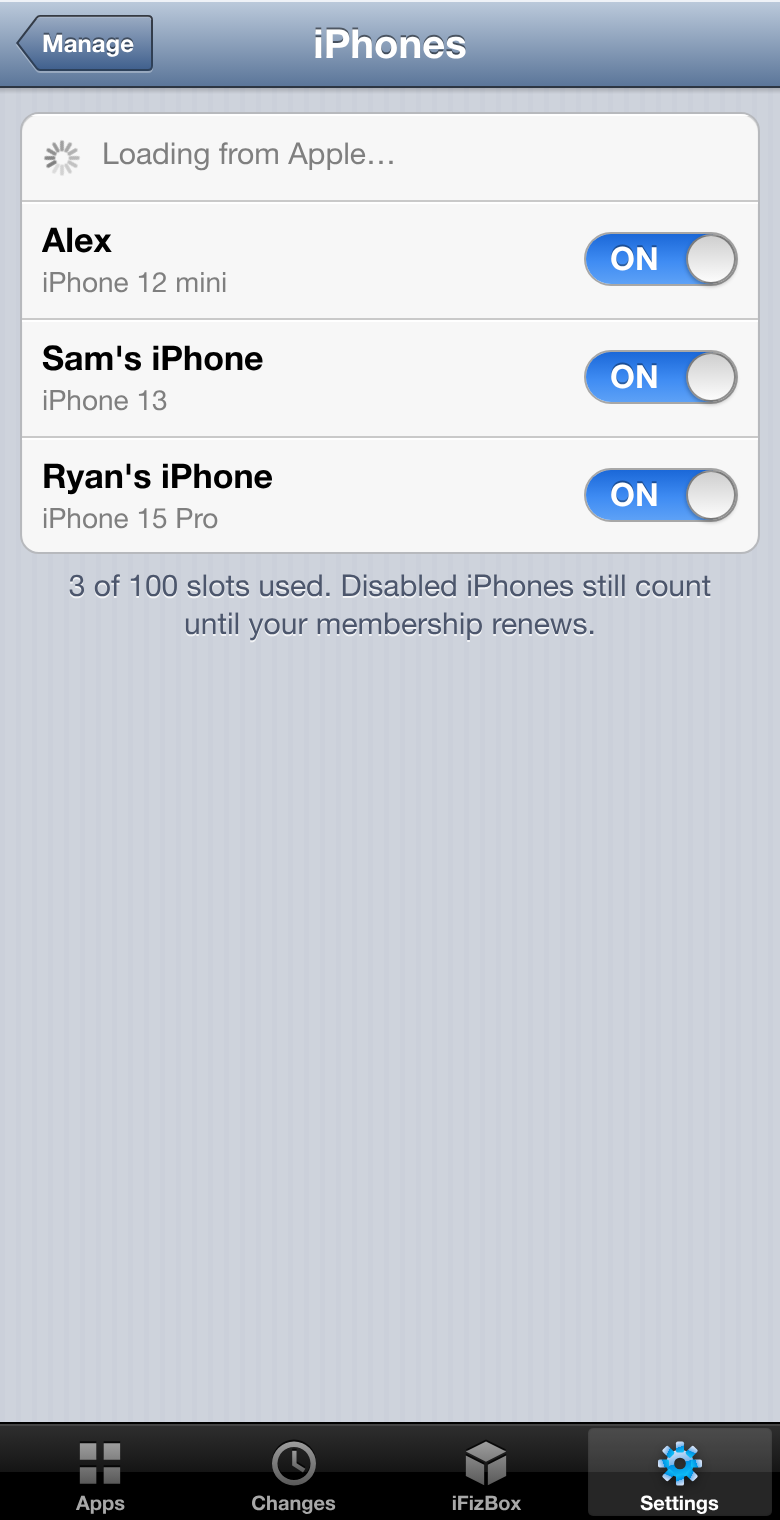 Manage
iPhones
Loading from Apple…
Alex
iPhone 12 mini
ON
Sam's iPhone
iPhone 13
ON
Ryan's iPhone
iPhone 15 Pro
ON
3 of 100 slots used. Disabled iPhones still count
until your membership renews.
Apps
Changes
iFizBox
Settings